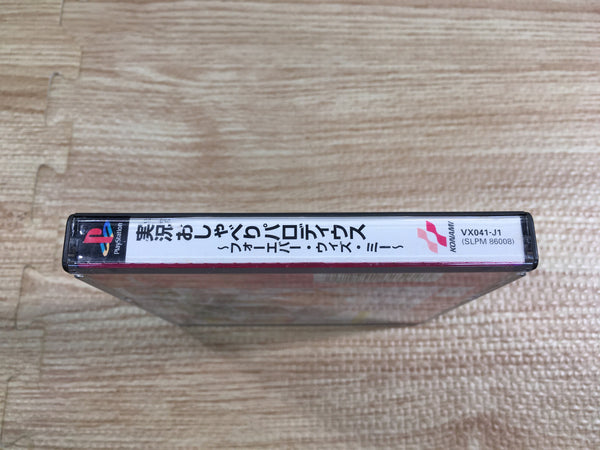 PlayStation
実況おしゃべりパロディウス
～フォーエバー・ウィズ・ミー～
KONAMI
VX041-J1
(SLPM 86008)